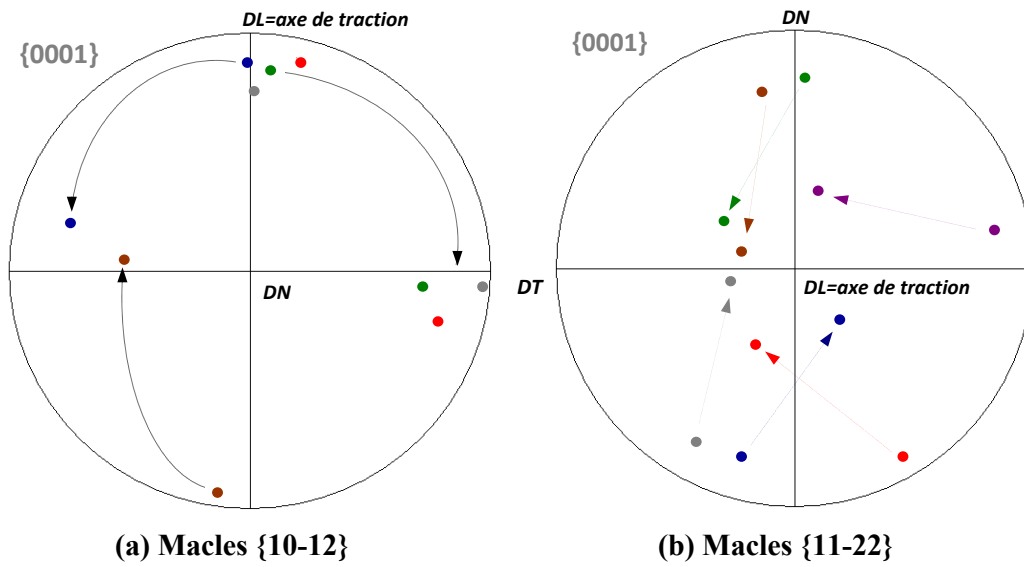 DL=axe de traction
{0001}
DN
(a) Macles {10-12}
DN
{0001}
DT
DL=axe de traction
(b) Macles {11-22}